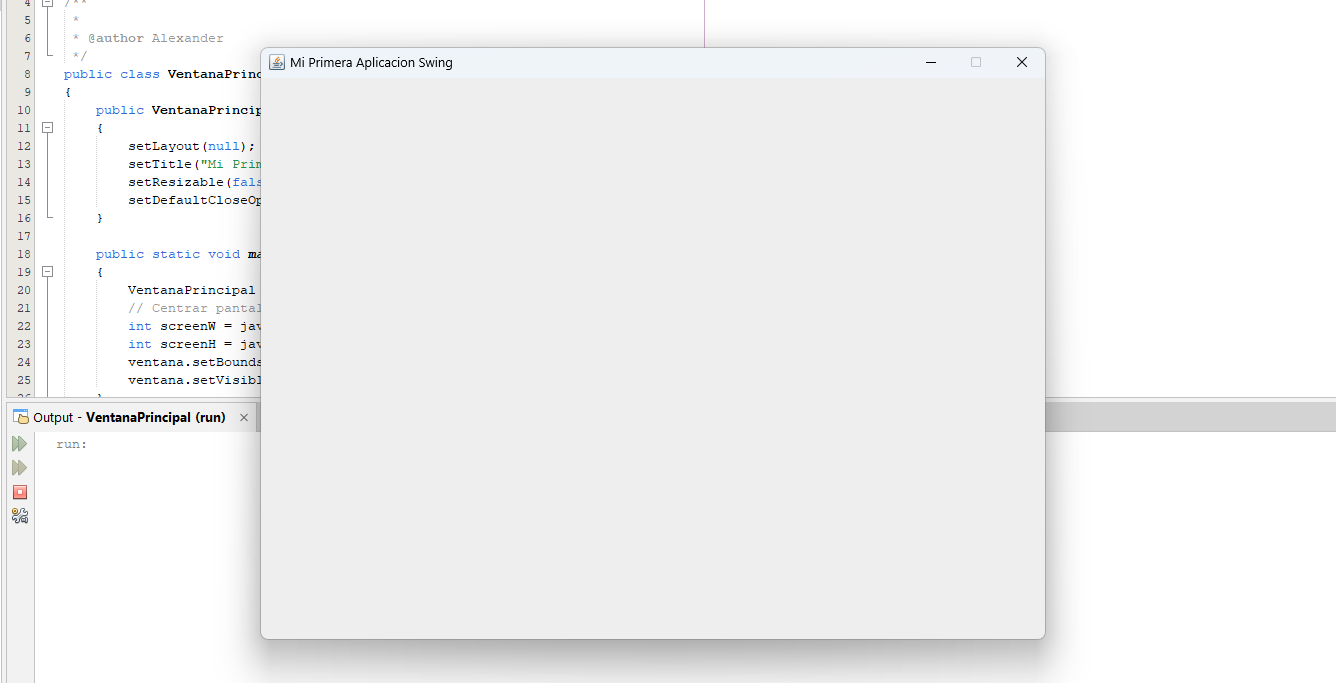 4 /**
5 *
6 * @author Alexander
7 */
8 public class VentanaPrinc
9 {
10 public VentanaPrincip
11 {
12 setLayout(null);
13 setTitle("Mi Prim
14 setResizable(fals
15 setDefaultCloseOp
16 }
17
18 public static void ma
19 {
20 VentanaPrincipal
21 // Centrar pantal
22 int screenW = jav
23 int screenH = jav
24 ventana.setBounds
25 ventana.setVisibl
26 }
Mi Primera Aplicacion Swing
Output - VentanaPrincipal (run)
run: